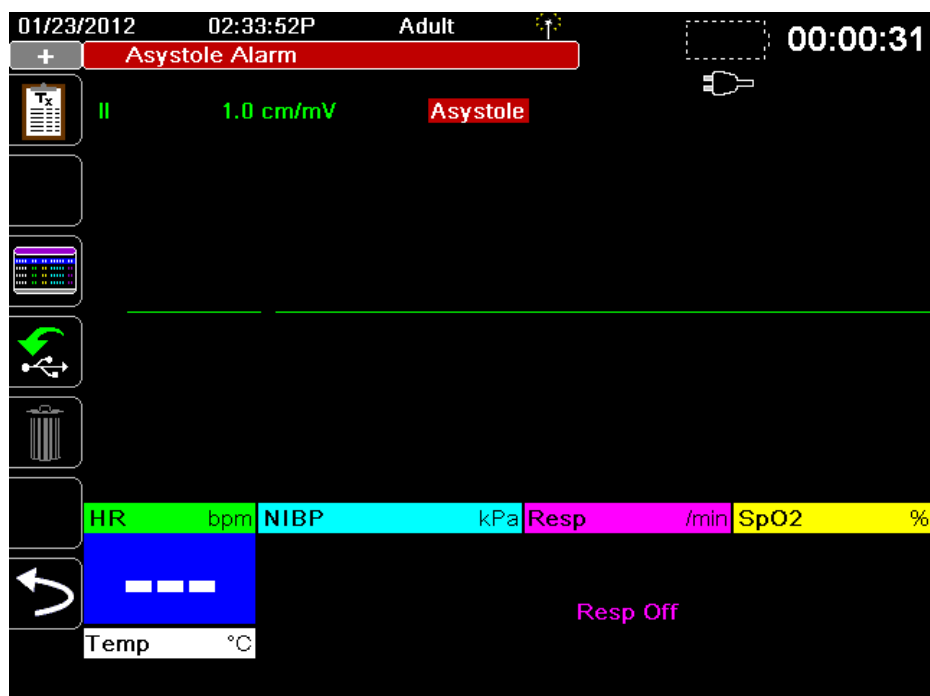 01/23/2012 02:33:52P Adult 00:00:31
+ Asystole Alarm
Tx
II 1.0 cm/mV Asystole
HR bpm NIBP kPa Resp /min SpO2 %
---
Resp Off
Temp °C